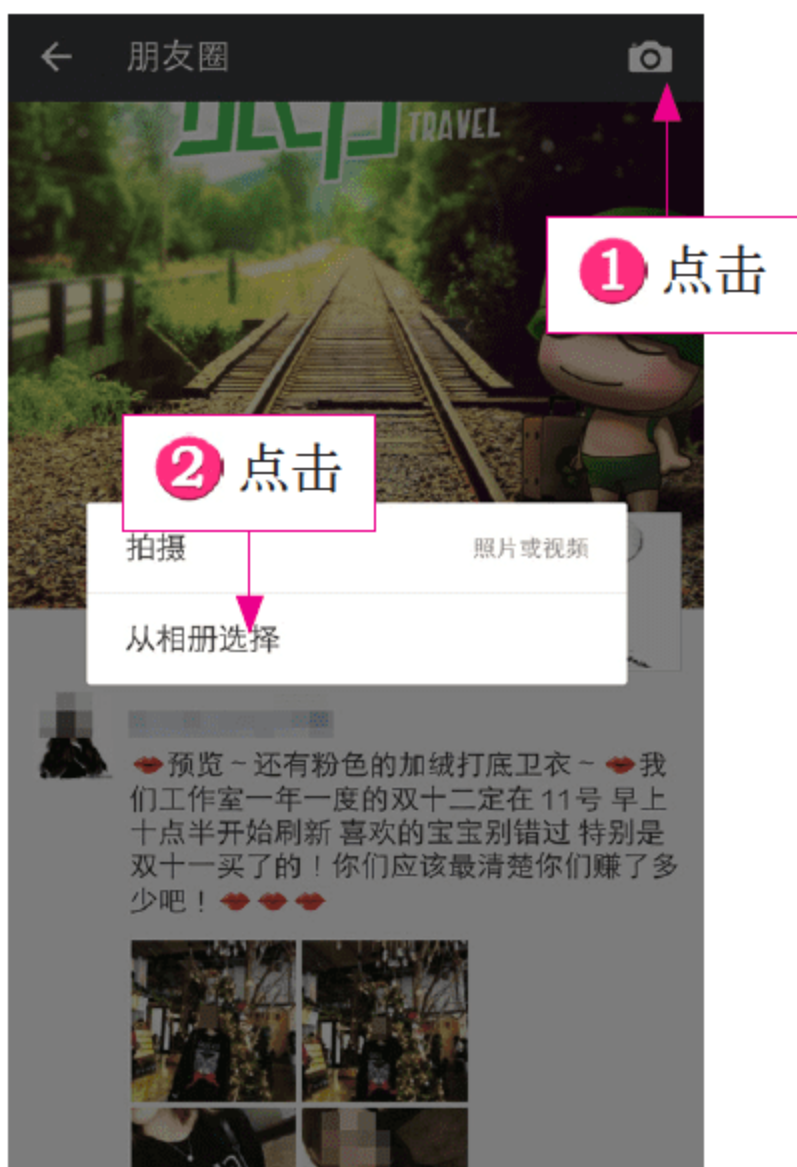 朋友圈
TRAVEL
1 点击
2 点击
拍摄 照片或视频
从相册选择
预览~还有粉色的加绒打底卫衣~ 我
们工作室一年一度的双十二定在 11号 早上
十点半开始刷新 喜欢的宝宝别错过 特别是
双十一买了的!你们应该最清楚你们赚了多
少吧!